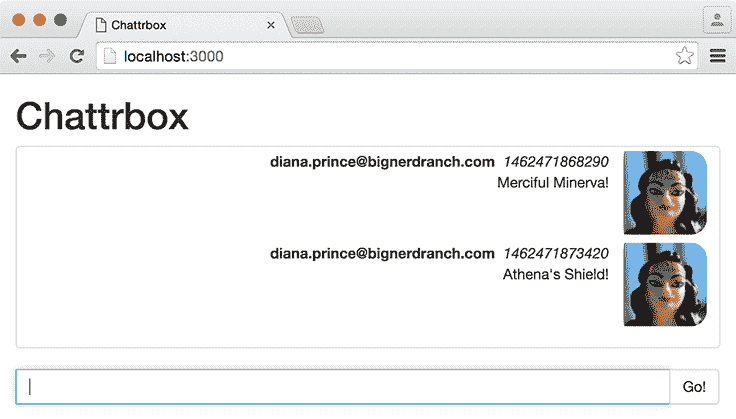 Chattrbox
localhost:3000
Chattrbox
diana.prince@bignerdranch.com 1462471868290
Merciful Minerva!
diana.prince@bignerdranch.com 1462471873420
Athena's Shield!
Go!